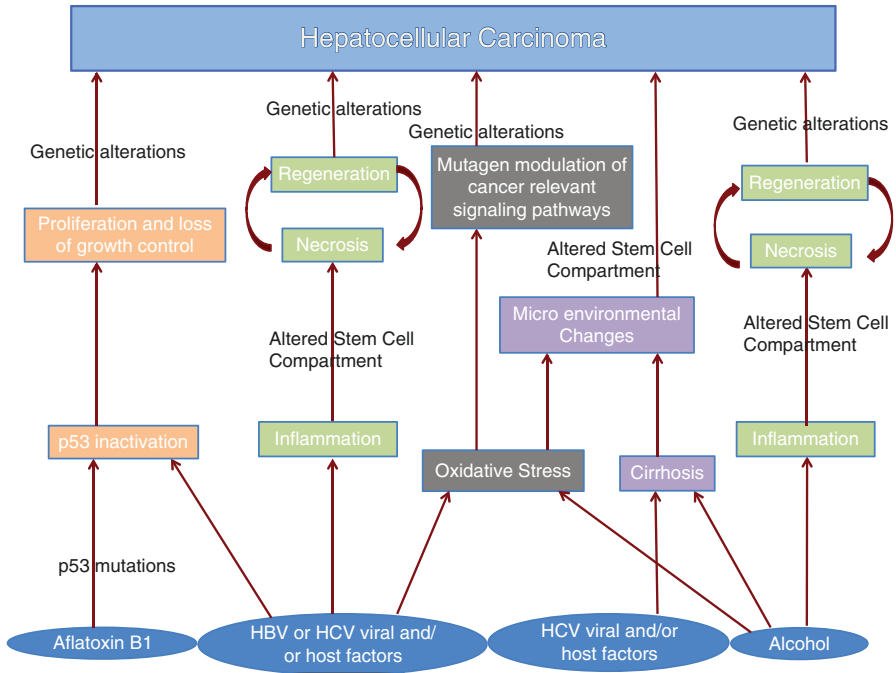 Hepatocellular Carcinoma
Genetic alterations
Genetic alterations
Genetic alterations
Genetic alterations
Regeneration
Mutagen modulation of
cancer relevant
signaling pathways
Regeneration
Proliferation and loss
of growth control
Necrosis
Necrosis
Altered Stem Cell
Compartment
Micro environmental
Changes
Altered Stem Cell
Compartment
Altered Stem Cell
Compartment
p53 inactivation
Inflammation
Oxidative Stress
Cirrhosis
Inflammation
p53 mutations
Aflatoxin B1
HBV or HCV viral and/
or host factors
HCV viral and/or
host factors
Alcohol